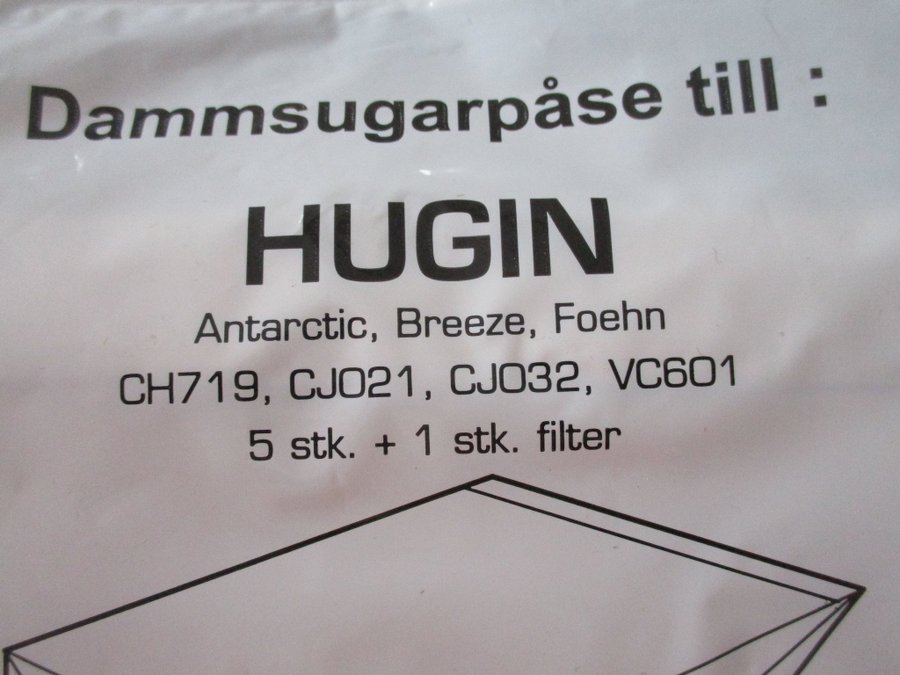 Dammsugarpåse till :
HUGIN
Antarctic, Breeze, Foehn
CH719, CJ021, CJ032, VC601
5 stk. + 1 stk. filter